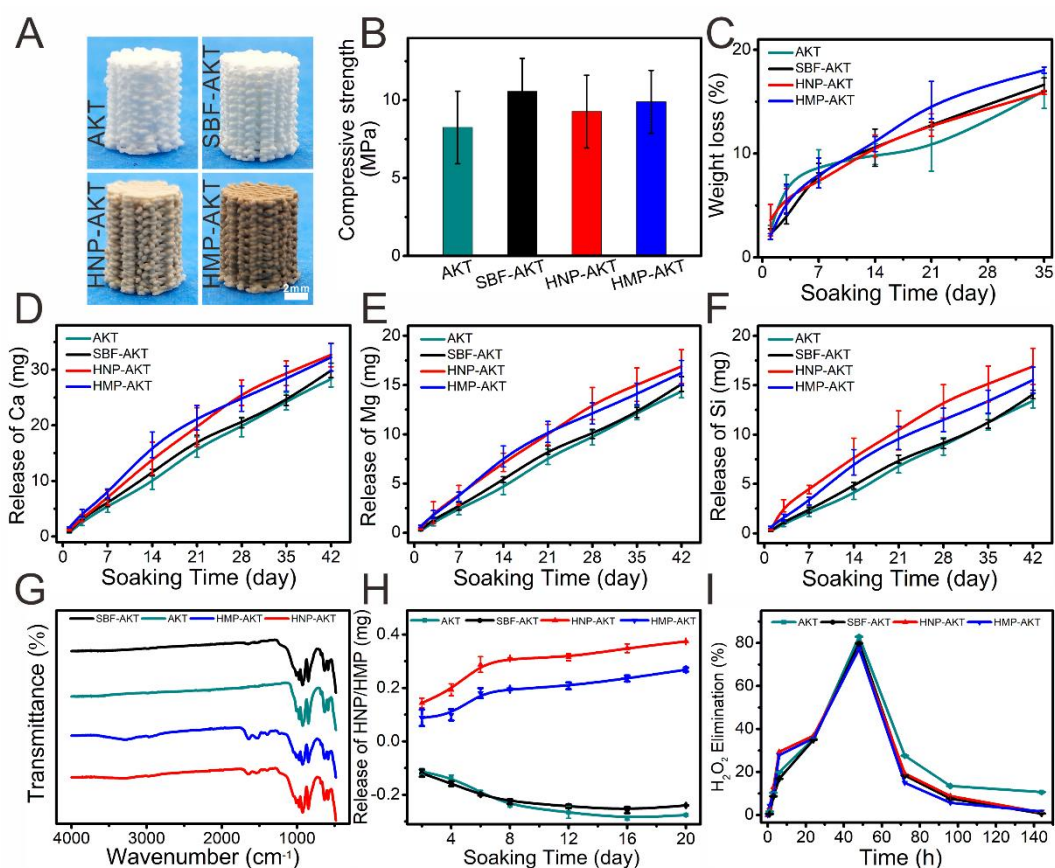 A
AKT
SBF-AKT
HNP-AKT
HMP-AKT
2mm
B
Compressive strength
(MPa)
15
10
5
0
AKT
SBF-AKT
HNP-AKT
HMP-AKT
C
Weight loss (%)
20
10
0
AKT
SBF-AKT
HNP-AKT
HMP-AKT
0 7 14 21 28 35
Soaking Time (day)
D
Release of Ca (mg)
30
20
10
0
AKT
SBF-AKT
HNP-AKT
HMP-AKT
0 7 14 21 28 35 42
Soaking Time (day)
E
Release of Mg (mg)
20
15
10
5
0
AKT
SBF-AKT
HNP-AKT
HMP-AKT
0 7 14 21 28 35 42
Soaking Time (day)
F
Release of Si (mg)
20
15
10
5
0
AKT
SBF-AKT
HNP-AKT
HMP-AKT
0 7 14 21 28 35 42
Soaking Time (day)
G
Transmittance (%)
SBF-AKT AKT HMP-AKT HNP-AKT
4000 3000 2000 1000
Wavenumber (cm-1)
H
Release of HNP/HMP (mg)
AKT SBF-AKT HNP-AKT HMP-AKT
0.4
0.2
0.0
-0.2
0 4 8 12 16 20
Soaking Time (day)
I
H2O2 Elimination (%)
AKT SBF-AKT HNP-AKT HMP-AKT
80
60
40
20
0
0 20 40 60 80 100 120 140
Time (h)